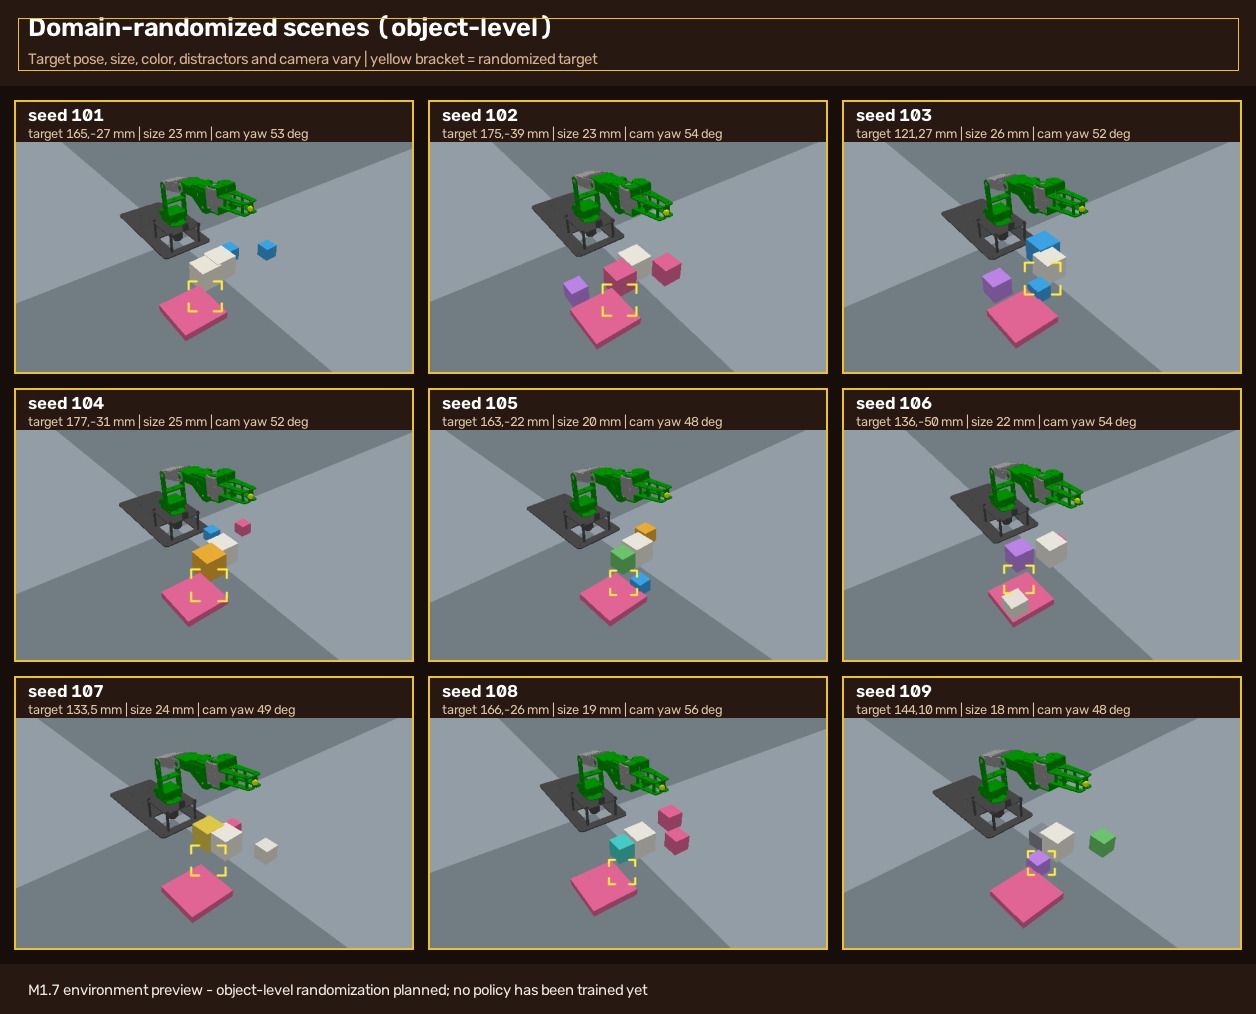 Domain-randomized scenes (object-level)
Target pose, size, color, distractors and camera vary | yellow bracket = randomized target
seed 101
target 165,-27 mm | size 23 mm | cam yaw 53 deg
seed 102
target 175,-39 mm | size 23 mm | cam yaw 54 deg
seed 103
target 121,27 mm | size 26 mm | cam yaw 52 deg
seed 104
target 177,-31 mm | size 25 mm | cam yaw 52 deg
seed 105
target 163,-22 mm | size 20 mm | cam yaw 48 deg
seed 106
target 136,-50 mm | size 22 mm | cam yaw 54 deg
seed 107
target 133,5 mm | size 24 mm | cam yaw 49 deg
seed 108
target 166,-26 mm | size 19 mm | cam yaw 56 deg
seed 109
target 144,10 mm | size 18 mm | cam yaw 48 deg
M1.7 environment preview - object-level randomization planned; no policy has been trained yet